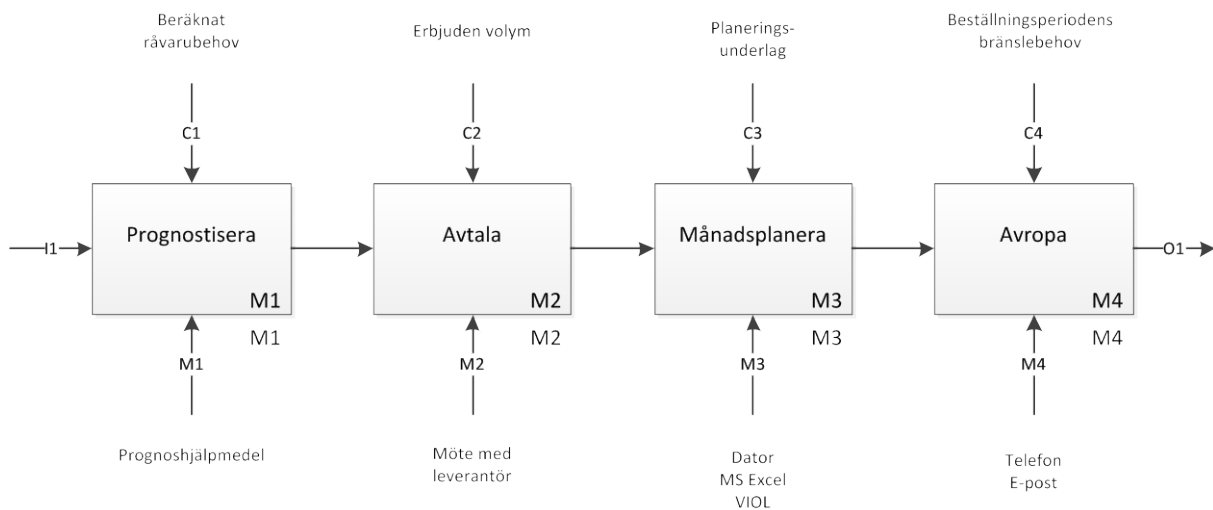 Beräknat
råvarubehov
Erbjuden volym
Planerings-
underlag
Beställningsperiodens
bränslebehov
C1
C2
C3
C4
I1
Prognostisera
M1
Avtala
M2
Månadsplanera
M3
Avropa
M4
O1
M1
M2
M3
M4
M1
M2
M3
M4
Prognoshjälpmedel
Möte med
leverantör
Dator
MS Excel
VIOL
Telefon
E-post